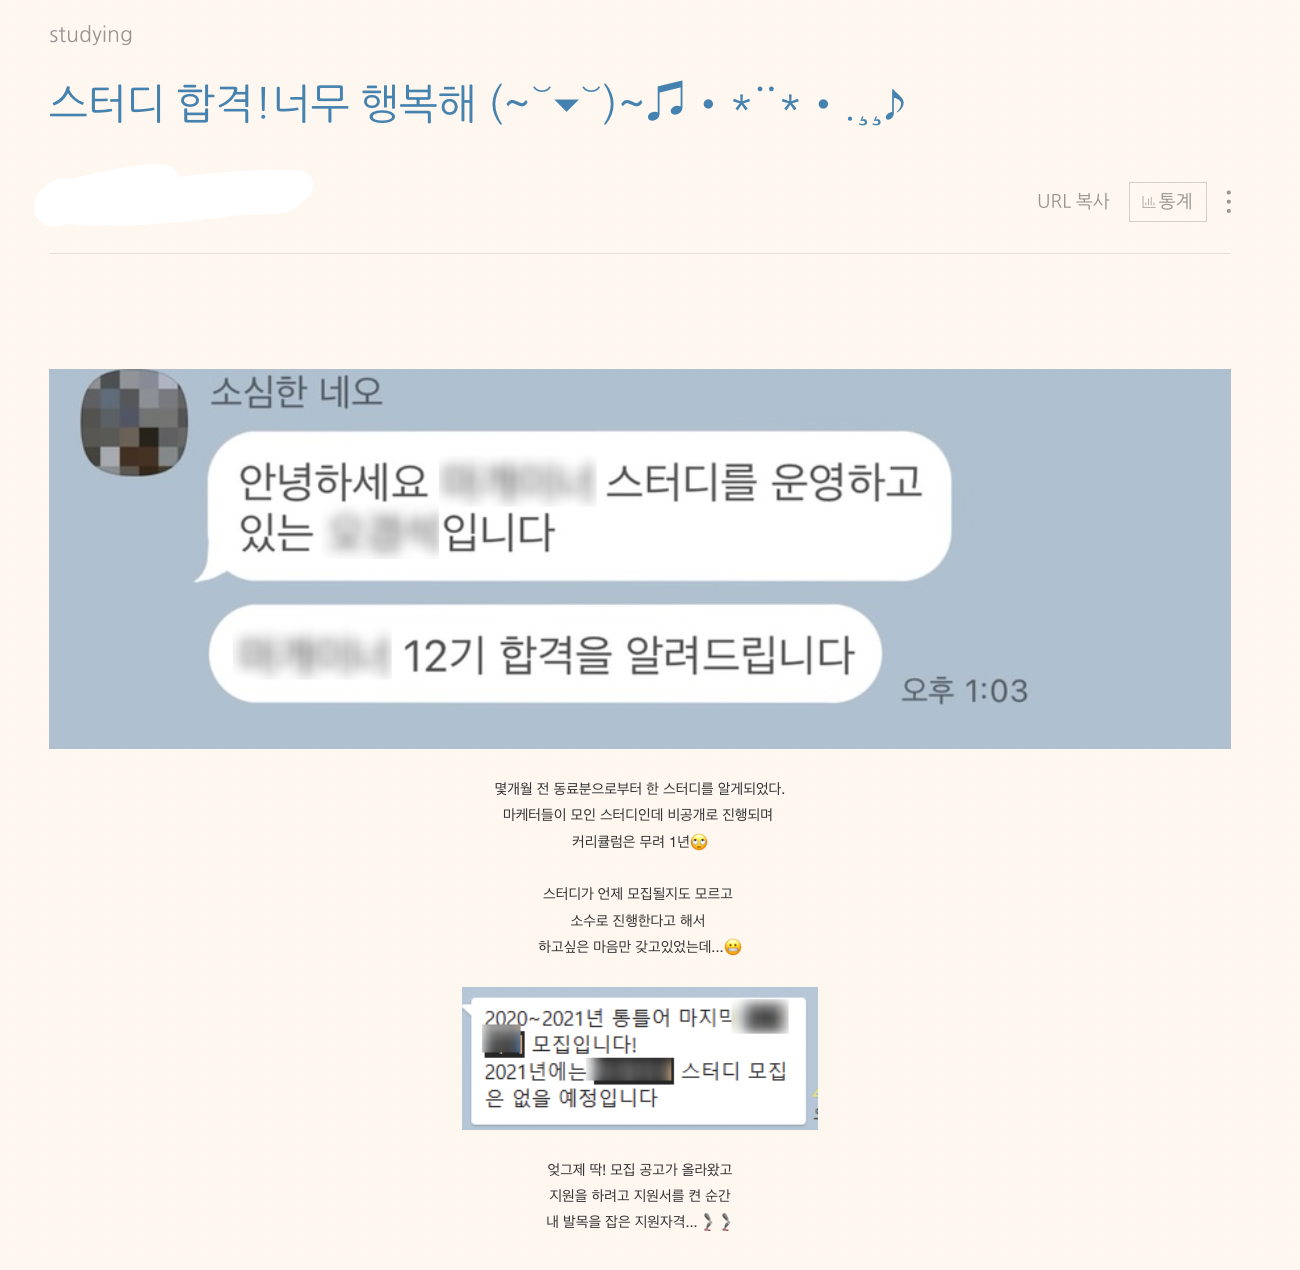 studying
스터디 합격!너무 행복해 (~˘▾˘)~♫•*¨*•.¸¸♪
URL 복사 통계
소심한 네오
안녕하세요 스터디를 운영하고
있는 입니다
12기 합격을 알려드립니다
오후 1:03
몇개월 전 동료분으로부터 한 스터디를 알게되었다.
마케터들이 모인 스터디인데 비공개로 진행되며
커리큘럼은 무려 1년🙄
스터디가 언제 모집될지도 모르고
소수로 진행한다고 해서
하고싶은 마음만 갖고있었는데...😬
2020~2021년 통틀어 마지막
모집입니다!
2021년에는 스터디 모집
은 없을 예정입니다
엊그제 딱! 모집 공고가 올라왔고
지원을 하려고 지원서를 켠 순간
내 발목을 잡은 지원자격...